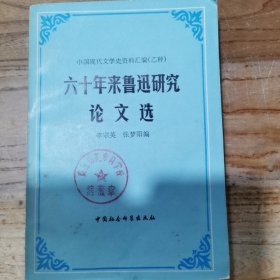 中国现代文学史资料汇编(乙种)
六十年来鲁迅研究
论文选
李宗英 张梦阳编
中国社会科学出版社